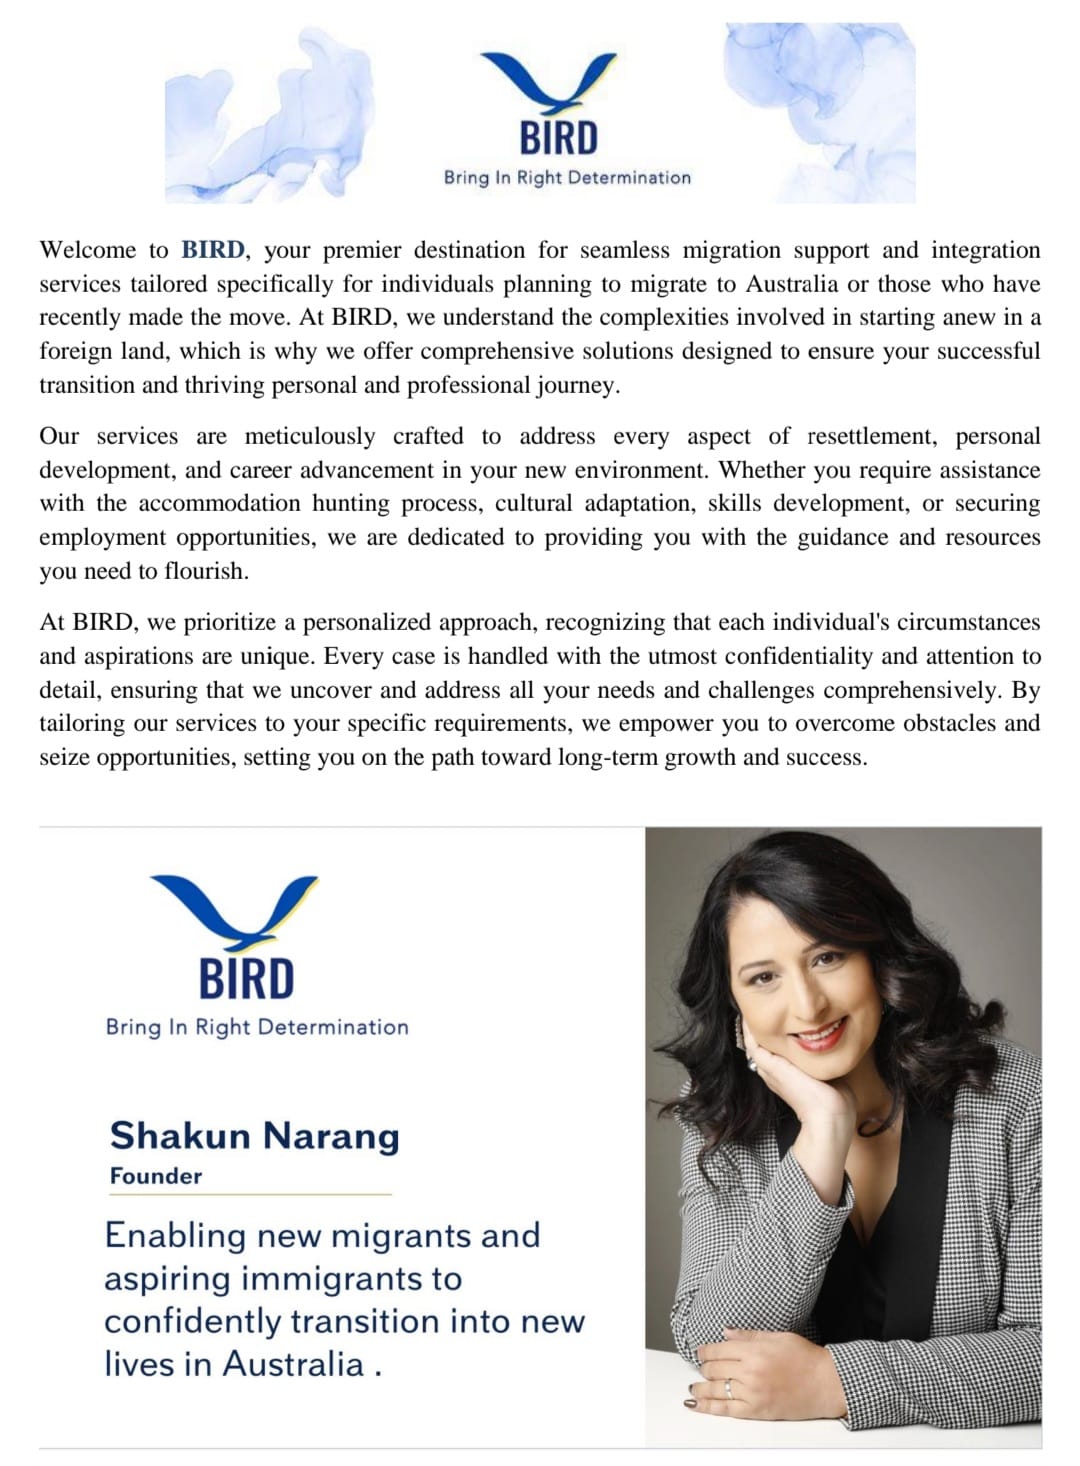 BIRD
Bring In Right Determination
Welcome to BIRD, your premier destination for seamless migration support and integration
services tailored specifically for individuals planning to migrate to Australia or those who have
recently made the move. At BIRD, we understand the complexities involved in starting anew in a
foreign land, which is why we offer comprehensive solutions designed to ensure your successful
transition and thriving personal and professional journey.
Our services are meticulously crafted to address every aspect of resettlement, personal
development, and career advancement in your new environment. Whether you require assistance
with the accommodation hunting process, cultural adaptation, skills development, or securing
employment opportunities, we are dedicated to providing you with the guidance and resources
you need to flourish.
At BIRD, we prioritize a personalized approach, recognizing that each individual's circumstances
and aspirations are unique. Every case is handled with the utmost confidentiality and attention to
detail, ensuring that we uncover and address all your needs and challenges comprehensively. By
tailoring our services to your specific requirements, we empower you to overcome obstacles and
seize opportunities, setting you on the path toward long-term growth and success.
BIRD
Bring In Right Determination
Shakun Narang
Founder
Enabling new migrants and
aspiring immigrants to
confidently transition into new
lives in Australia .